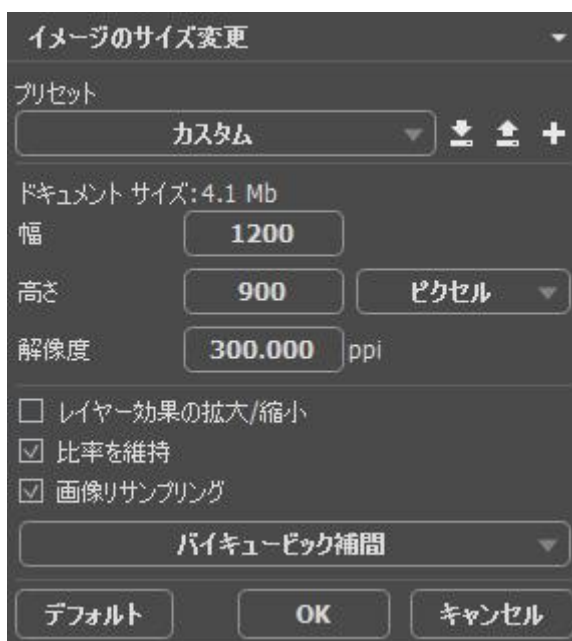 イメージのサイズ変更
プリセット
カスタム
ドキュメント サイズ:4.1 Mb
幅 1200
高さ 900 ピクセル
解像度 300.000 ppi
レイヤー効果の拡大/縮小
比率を維持
画像リサンプリング
バイキュービック補間
デフォルト OK キャンセル